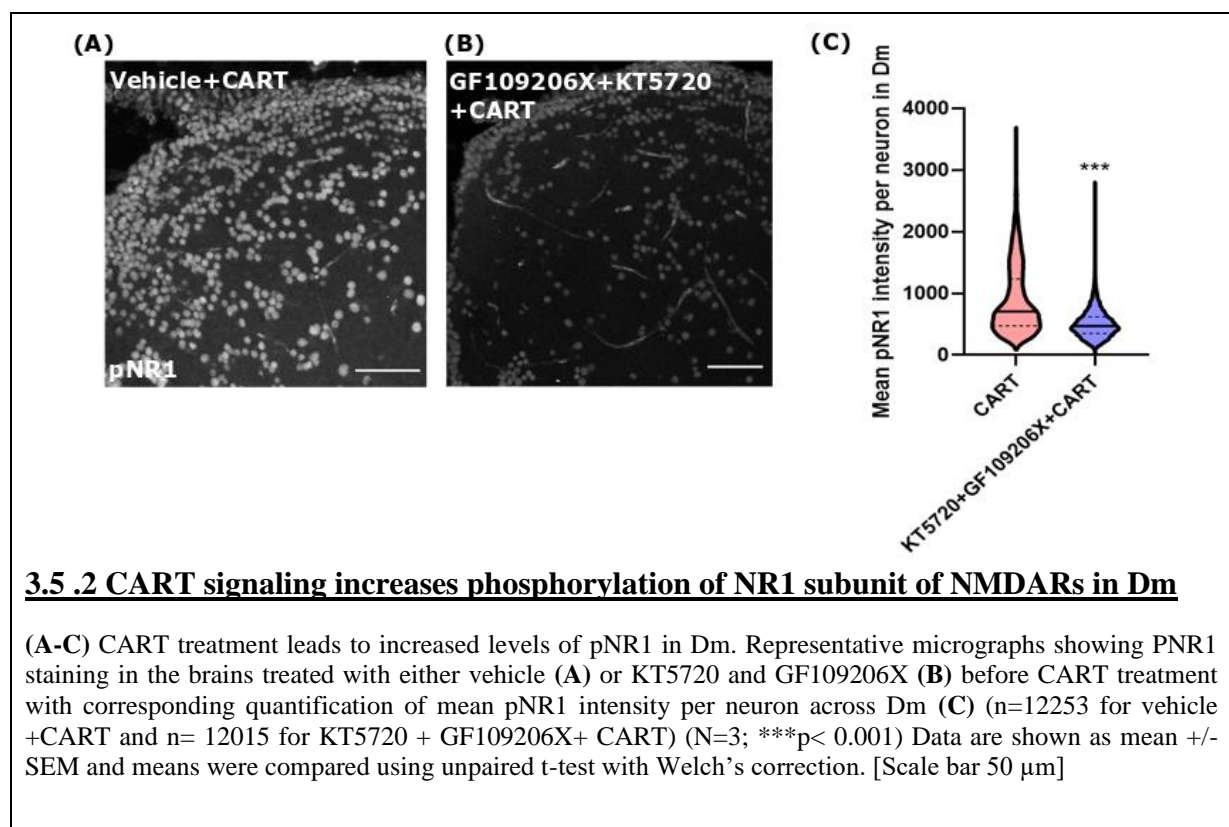 (A)
(B)
(C)
Vehicle+CART
GF109206X+KT5720
+CART
pNR1
Mean pNR1 intensity per neuron in Dm
4000
3000
2000
1000
0
***
CART
KT5720+GF109206X+CART
3.5 .2 CART signaling increases phosphorylation of NR1 subunit of NMDARs in Dm
(A-C) CART treatment leads to increased levels of pNR1 in Dm. Representative micrographs showing PNR1
staining in the brains treated with either vehicle (A) or KT5720 and GF109206X (B) before CART treatment
with corresponding quantification of mean pNR1 intensity per neuron across Dm (C) (n=12253 for vehicle
+CART and n= 12015 for KT5720 + GF109206X+ CART) (N=3; ***p< 0.001) Data are shown as mean +/-
SEM and means were compared using unpaired t-test with Welch’s correction. [Scale bar 50 µm]